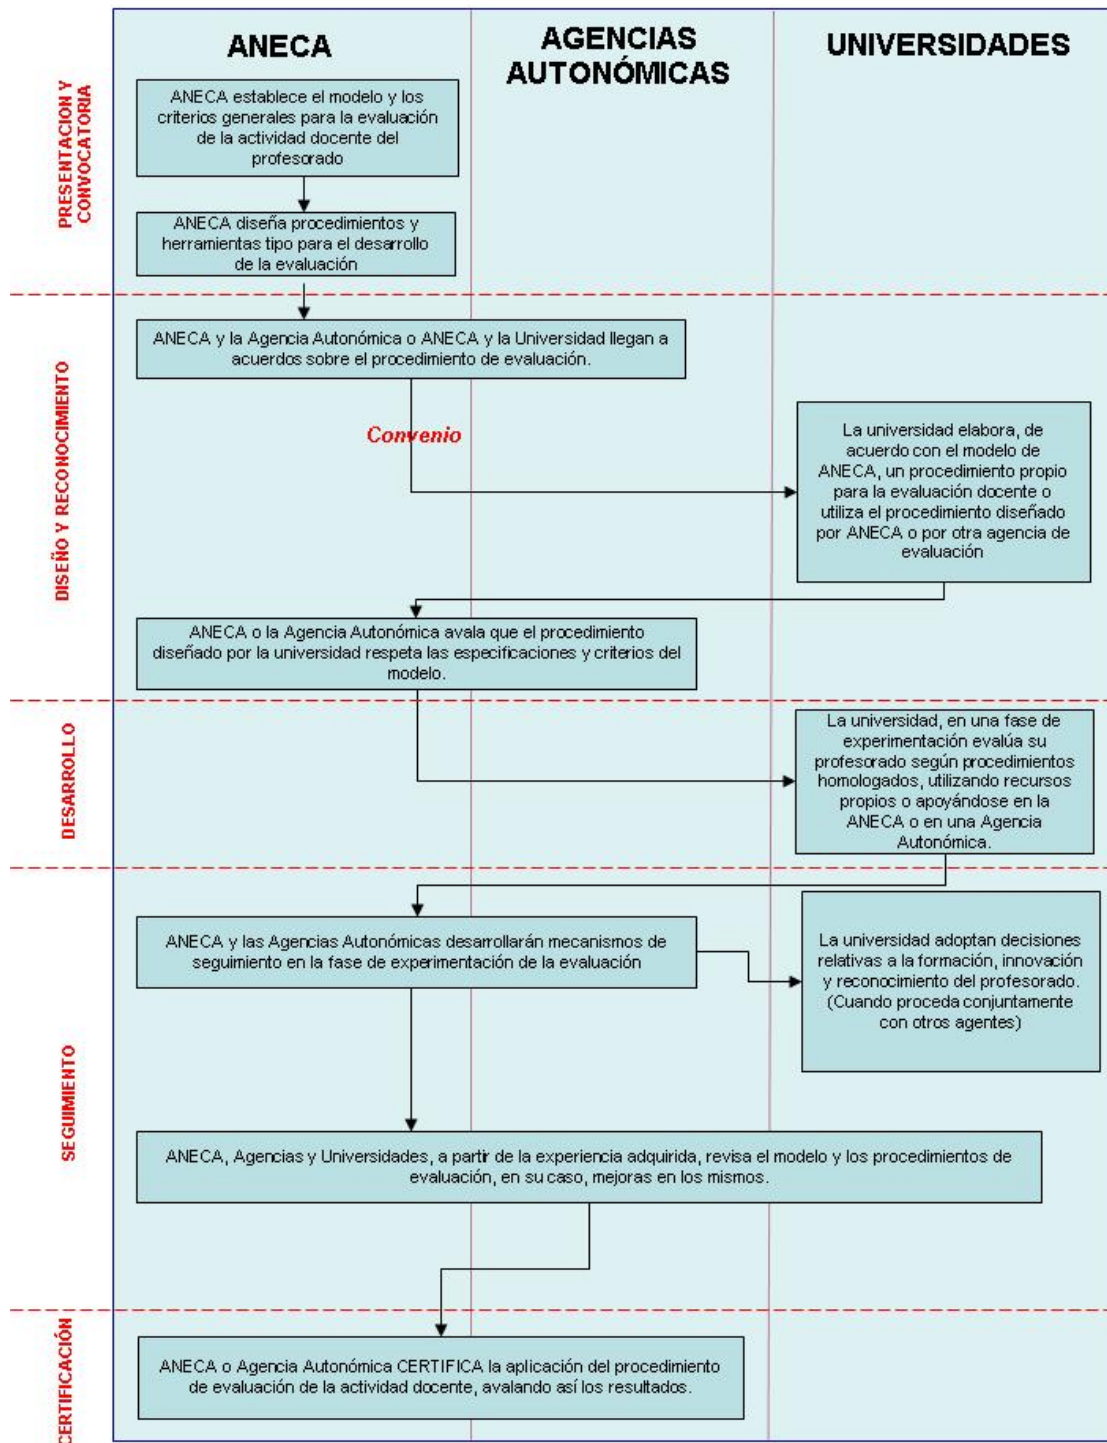 ANECA
AGENCIAS
AUTONÓMICAS
UNIVERSIDADES
PRESENTACION Y
CONVOCATORIA
ANECA establece el modelo y los
criterios generales para la evaluación
de la actividad docente del
profesorado
ANECA diseña procedimientos y
herramientas tipo para el desarrollo
de la evaluación
DISEÑO Y RECONOCIMIENTO
ANECA y la Agencia Autonómica o ANECA y la Universidad llegan a
acuerdos sobre el procedimiento de evaluación.
Convenio
La universidad elabora, de
acuerdo con el modelo de
ANECA, un procedimiento propio
para la evaluación docente o
utiliza el procedimiento diseñado
por ANECA o por otra agencia de
evaluación
ANECA o la Agencia Autonómica avala que el procedimiento
diseñado por la universidad respeta las especificaciones y criterios del
modelo.
DESARROLLO
La universidad, en una fase de
experimentación evalúa su
profesorado según procedimientos
homologados, utilizando recursos
propios o apoyándose en la
ANECA o en una Agencia
Autonómica.
SEGUIMIENTO
ANECA y las Agencias Autonómicas desarrollarán mecanismos de
seguimiento en la fase de experimentación de la evaluación
La universidad adoptan decisiones
relativas a la formación, innovación
y reconocimiento del profesorado.
(Cuando proceda conjuntamente
con otros agentes)
ANECA, Agencias y Universidades, a partir de la experiencia adquirida, revisa el modelo y los procedimientos de
evaluación, en su caso, mejoras en los mismos.
CERTIFICACIÓN
ANECA o Agencia Autonómica CERTIFICA la aplicación del procedimiento
de evaluación de la actividad docente, avalando así los resultados.